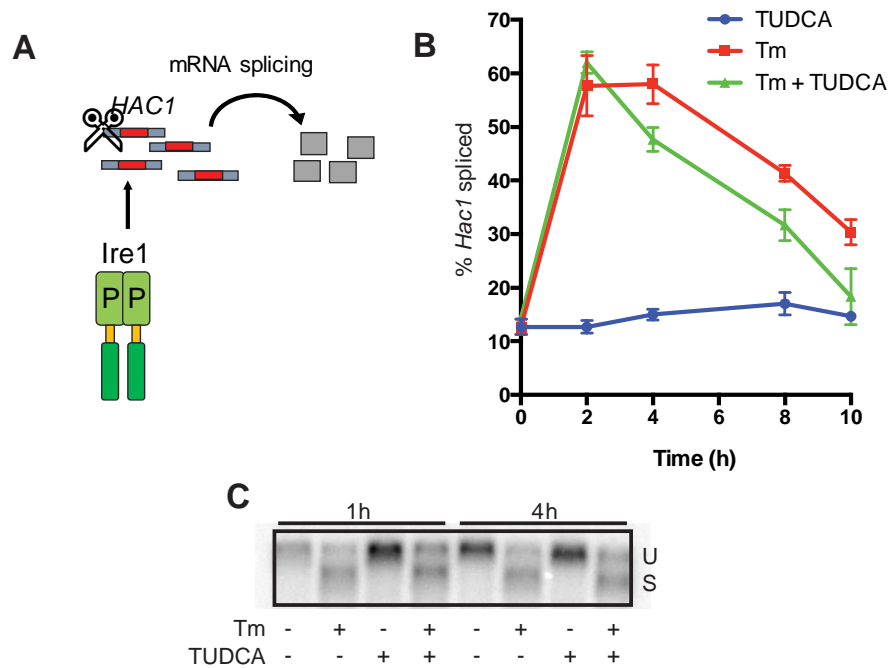 A
mRNA splicing
HAC1
Ire1
P P
B
TUDCA
Tm
Tm + TUDCA
% Hac1 spliced
70
60
50
40
30
20
10
0
0 2 4 6 8 10
Time (h)
C
1h 4h
U
S
Tm - + - + - + - +
TUDCA - - + + - - + +